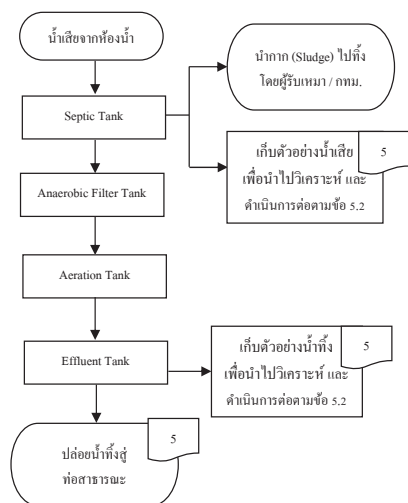 น้ำเสียจากห้องน้ำ
นำกาก (Sludge) ไปทิ้ง
โดยผู้รับเหมา / กทม.
Septic Tank
เก็บตัวอย่างน้ำเสีย
5
เพื่อนำไปวิเคราะห์ และ
ดำเนินการต่อตามข้อ 5.2
Anaerobic Filter Tank
Aeration Tank
Effluent Tank
เก็บตัวอย่างน้ำทิ้ง
5
เพื่อนำไปวิเคราะห์ และ
ดำเนินการต่อตามข้อ 5.2
ปล่อยน้ำทิ้งสู่
5
ท่อสาธารณะ